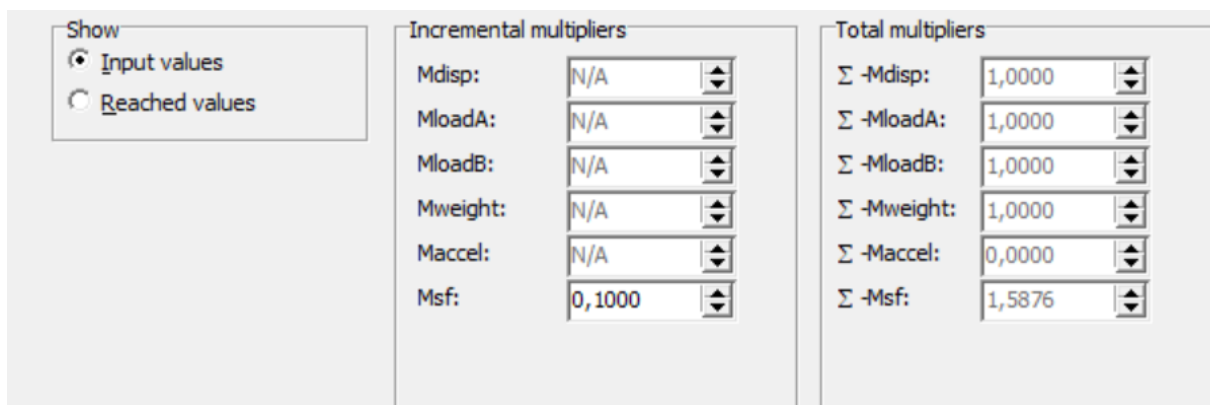 Show
Input values
Reached values
Incremental multipliers
Mdisp: N/A
MloadA: N/A
MloadB: N/A
Mweight: N/A
Maccel: N/A
Msf: 0,1000
Total multipliers
Σ -Mdisp: 1,0000
Σ -MloadA: 1,0000
Σ -MloadB: 1,0000
Σ -Mweight: 1,0000
Σ -Maccel: 0,0000
Σ -Msf: 1,5876